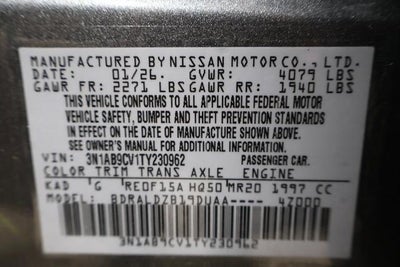 MANUFACTURED BY NISSAN MOTOR CO., LTD.
DATE: 01/26. GVWR: 4079 LBS
GAWR FR: 2271 LBS GAWR RR: 1940 LBS
THIS VEHICLE CONFORMS TO ALL APPLICABLE FEDERAL MOTOR
VEHICLE SAFETY, BUMPER AND THEFT PREVENTION STANDARDS
IN EFFECT ON THE DATE OF MANUFACTURE SHOWN ABOVE.
SEE OWNER'S MANUAL FOR ADDITIONAL INFORMATION.
VIN: 3N1AB9CV1TY230962 PASSENGER CAR.
COLOR TRIM TRANS AXLE ENGINE
KAD G RE0F15A HQ50 MR20 1997 CC
MODEL: BDRALDZB19DUAA---- 4Z000
3N1AB9CV1TY230962